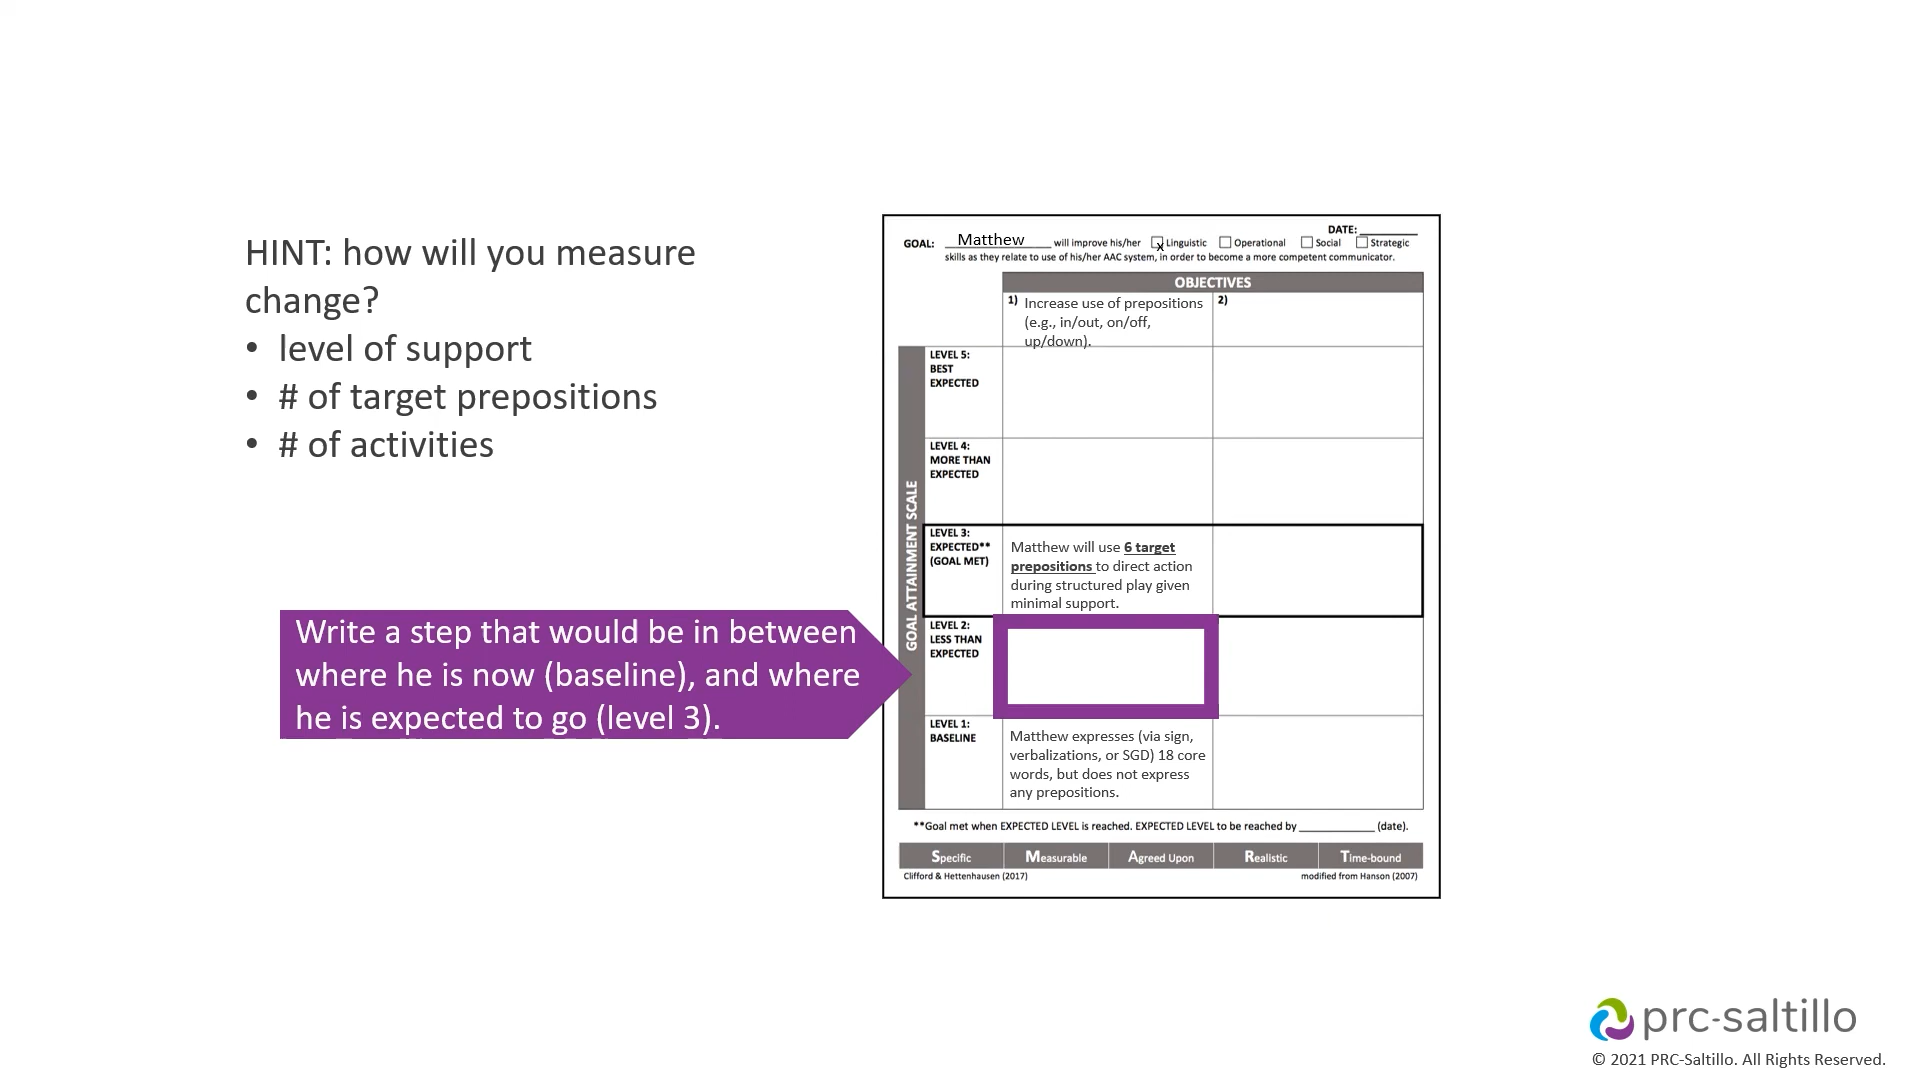 HINT: how will you measure
change?
• level of support
• # of target prepositions
• # of activities
Write a step that would be in between
where he is now (baseline), and where
he is expected to go (level 3).
DATE: __________
GOAL: Matthew will improve his/her x Linguistic Operational Social Strategic
skills as they relate to use of his/her AAC system, in order to become a more competent communicator.
OBJECTIVES
1) Increase use of prepositions
(e.g., in/out, on/off,
up/down).
2)
GOAL ATTAINMENT SCALE
LEVEL 5:
BEST
EXPECTED
LEVEL 4:
MORE THAN
EXPECTED
LEVEL 3:
EXPECTED**
(GOAL MET)
Matthew will use 6 target
prepositions to direct action
during structured play given
minimal support.
LEVEL 2:
LESS THAN
EXPECTED
LEVEL 1:
BASELINE
Matthew expresses (via sign,
verbalizations, or SGD) 18 core
words, but does not express
any prepositions.
**Goal met when EXPECTED LEVEL is reached. EXPECTED LEVEL to be reached by _____________ (date).
Specific Measurable Agreed Upon Realistic Time-bound
Clifford & Hettenhausen (2017) modified from Hanson (2007)
prc-saltillo
© 2021 PRC-Saltillo. All Rights Reserved.